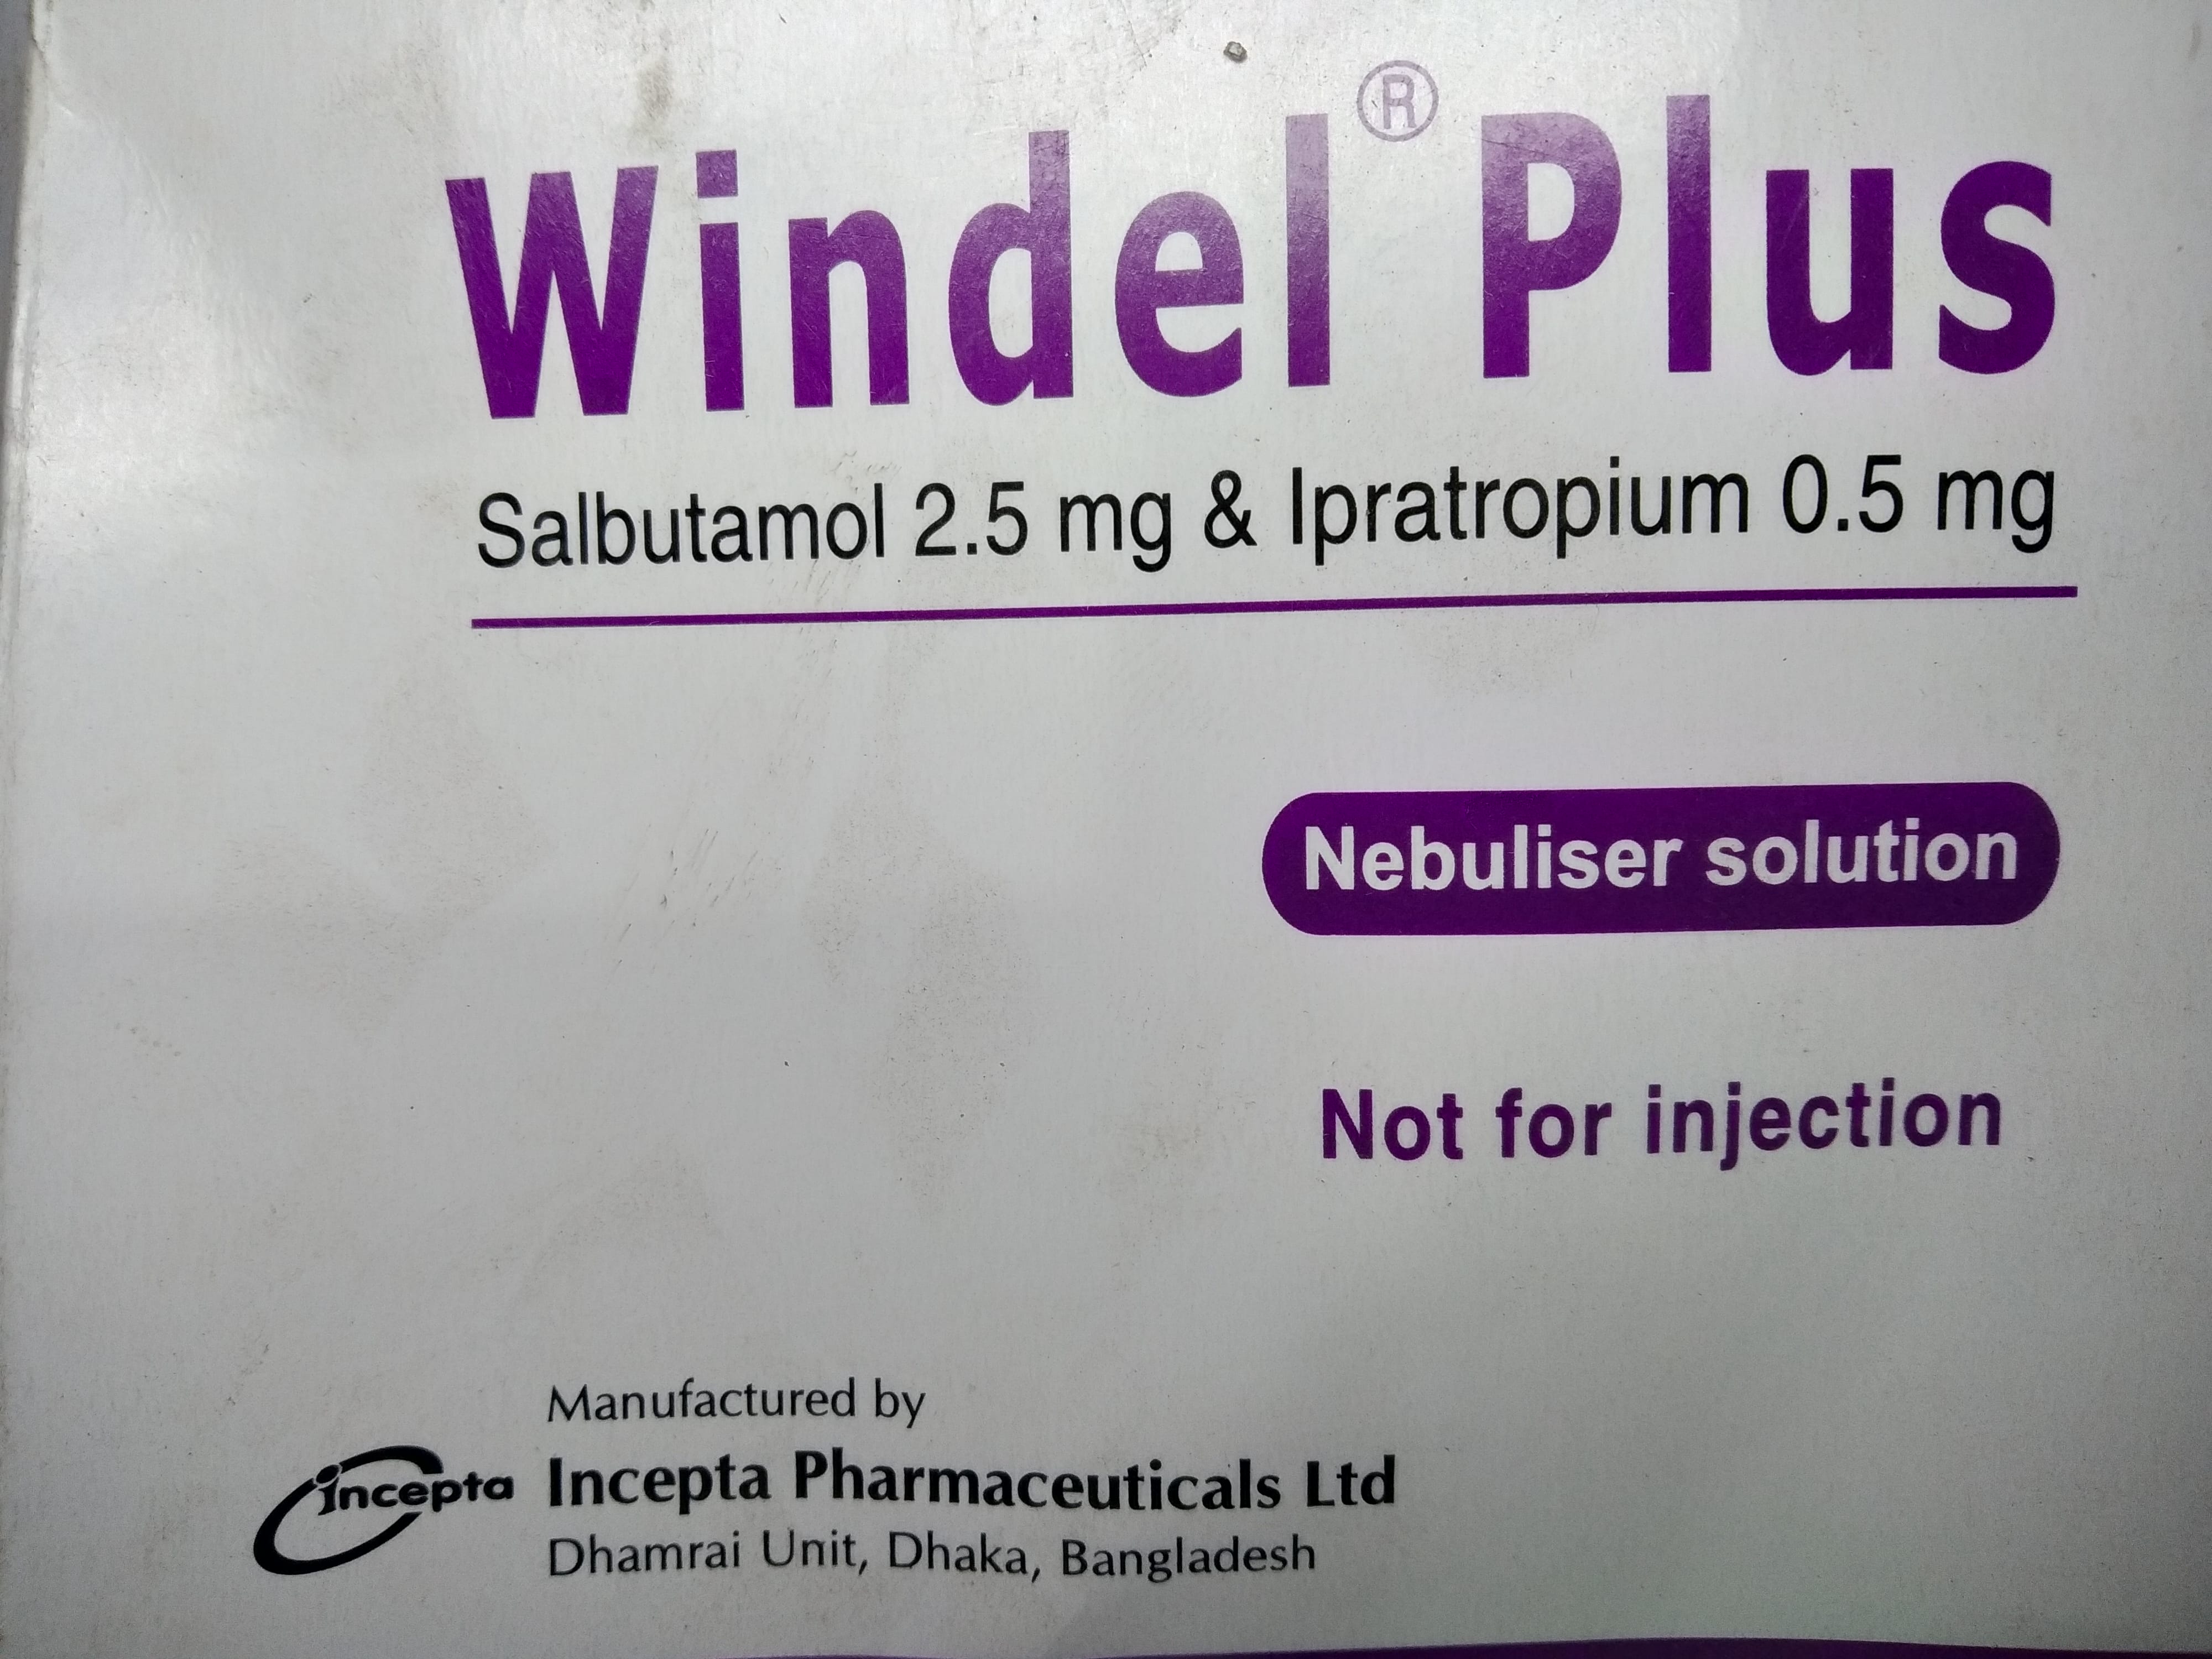 Windel® Plus
Salbutamol 2.5 mg & Ipratropium 0.5 mg
Nebuliser solution
Not for injection
Manufactured by
incepta
Incepta Pharmaceuticals Ltd
Dhamrai Unit, Dhaka, Bangladesh